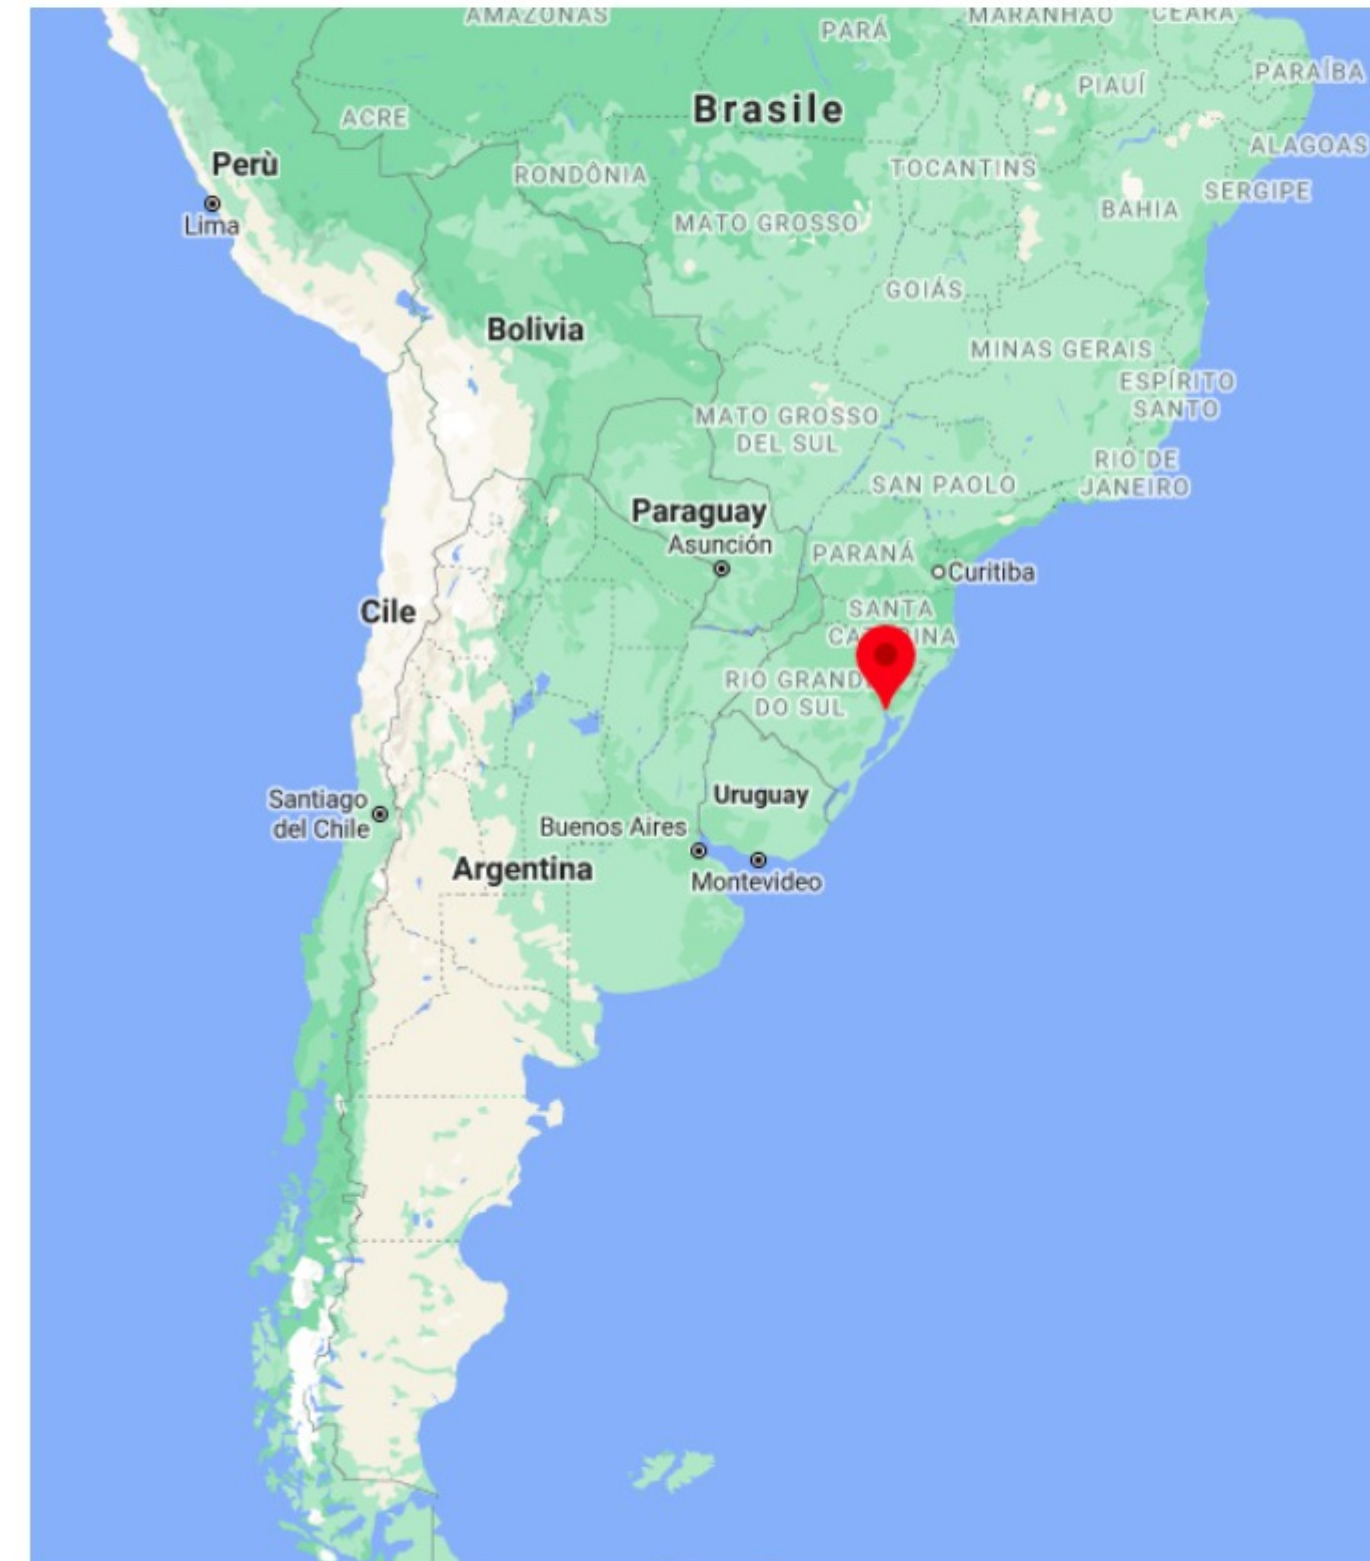 AMAZONAS
PARÁ
MARANHÃO
CEARÁ
PIAUÍ
PARAÍBA
ACRE
Brasile
ALAGOAS
Perù
RONDÔNIA
TOCANTINS
SERGIPE
Lima
MATO GROSSO
BAHIA
GOIÁS
Bolivia
MINAS GERAIS
ESPÍRITO
SANTO
MATO GROSSO
DEL SUL
RIO DE
JANEIRO
SAN PAOLO
Paraguay
Asunción
PARANÁ
Curitiba
Cile
SANTA
CATARINA
RIO GRANDE
DO SUL
Uruguay
Santiago
del Chile
Buenos Aires
Argentina
Montevideo